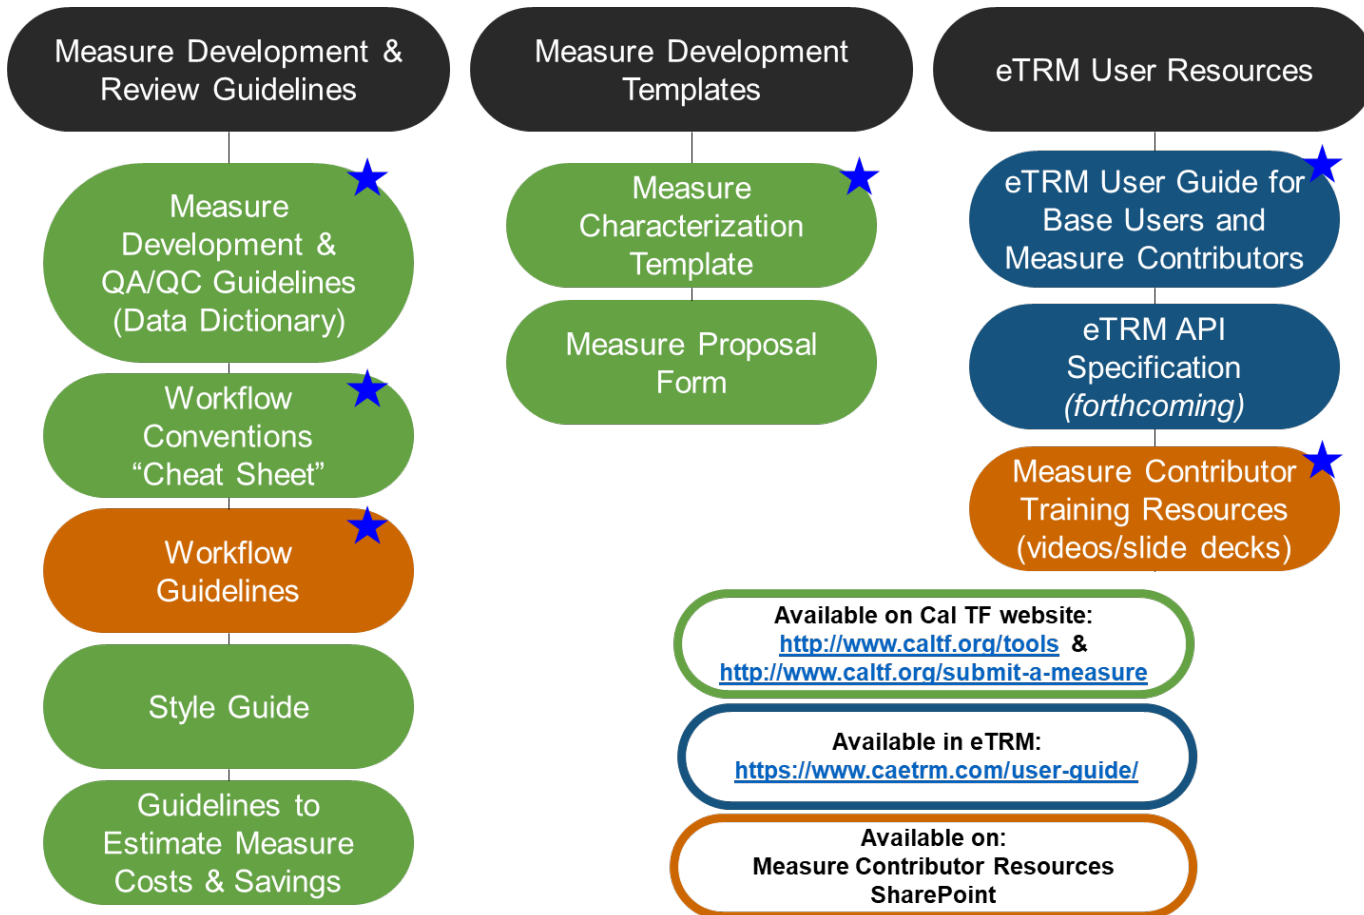 Measure Development &
Review Guidelines
Measure
Development &
QA/QC Guidelines
(Data Dictionary)
Workflow
Conventions
“Cheat Sheet”
Workflow
Guidelines
Style Guide
Guidelines to
Estimate Measure
Costs & Savings
Measure Development
Templates
Measure
Characterization
Template
Measure Proposal
Form
eTRM User Resources
eTRM User Guide for
Base Users and
Measure Contributors
eTRM API
Specification
(forthcoming)
Measure Contributor
Training Resources
(videos/slide decks)
Available on Cal TF website:
http://www.caltf.org/tools &
http://www.caltf.org/submit-a-measure
Available in eTRM:
https://www.caetrm.com/user-guide/
Available on:
Measure Contributor Resources
SharePoint